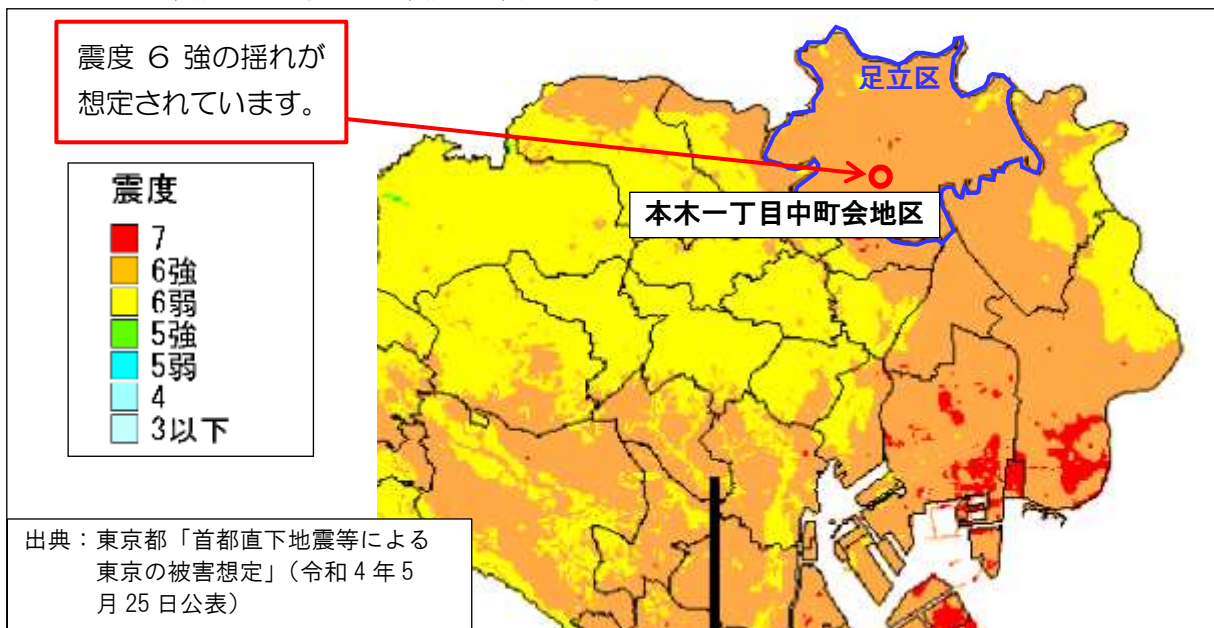 震度 6 強の揺れが
想定されています。
足立区
本木一丁目中町会地区
震度
7
6強
6弱
5強
5弱
4
3以下
出典：東京都「首都直下地震等による
東京の被害想定」（令和4年5
月25日公表）